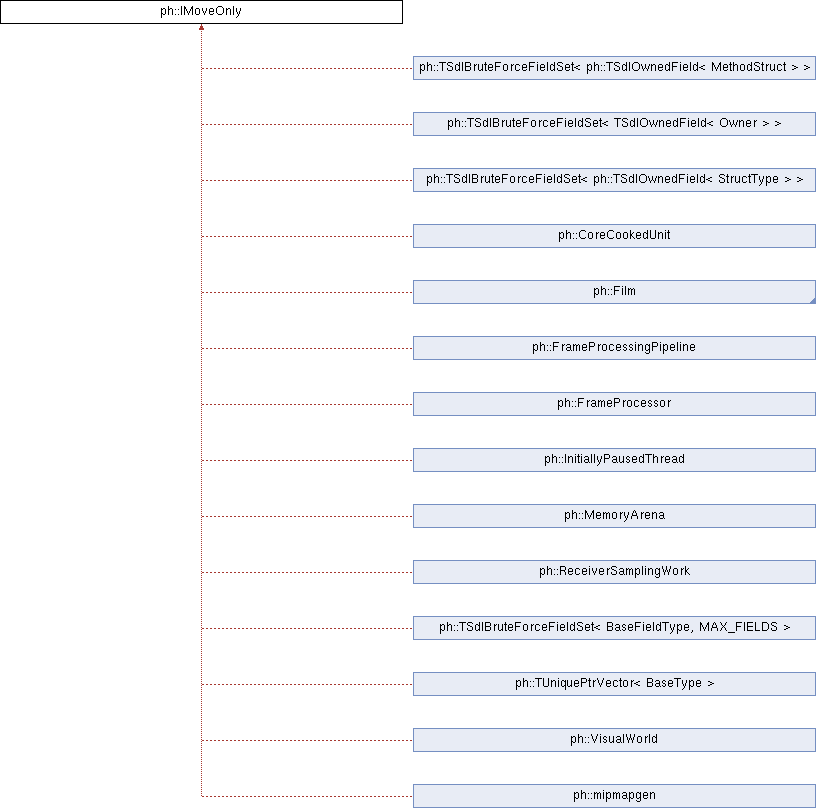 ph::IMoveOnly
ph::TSdlBruteForceFieldSet< ph::TSdlOwnedField< MethodStruct > >
ph::TSdlBruteForceFieldSet< TSdlOwnedField< Owner > >
ph::TSdlBruteForceFieldSet< ph::TSdlOwnedField< StructType > >
ph::CoreCookedUnit
ph::Film
ph::FrameProcessingPipeline
ph::FrameProcessor
ph::InitiallyPausedThread
ph::MemoryArena
ph::ReceiverSamplingWork
ph::TSdlBruteForceFieldSet< BaseFieldType, MAX_FIELDS >
ph::TUniquePtrVector< BaseType >
ph::VisualWorld
ph::mipmapgen